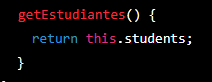 getEstudiantes() {
return this.students;
}